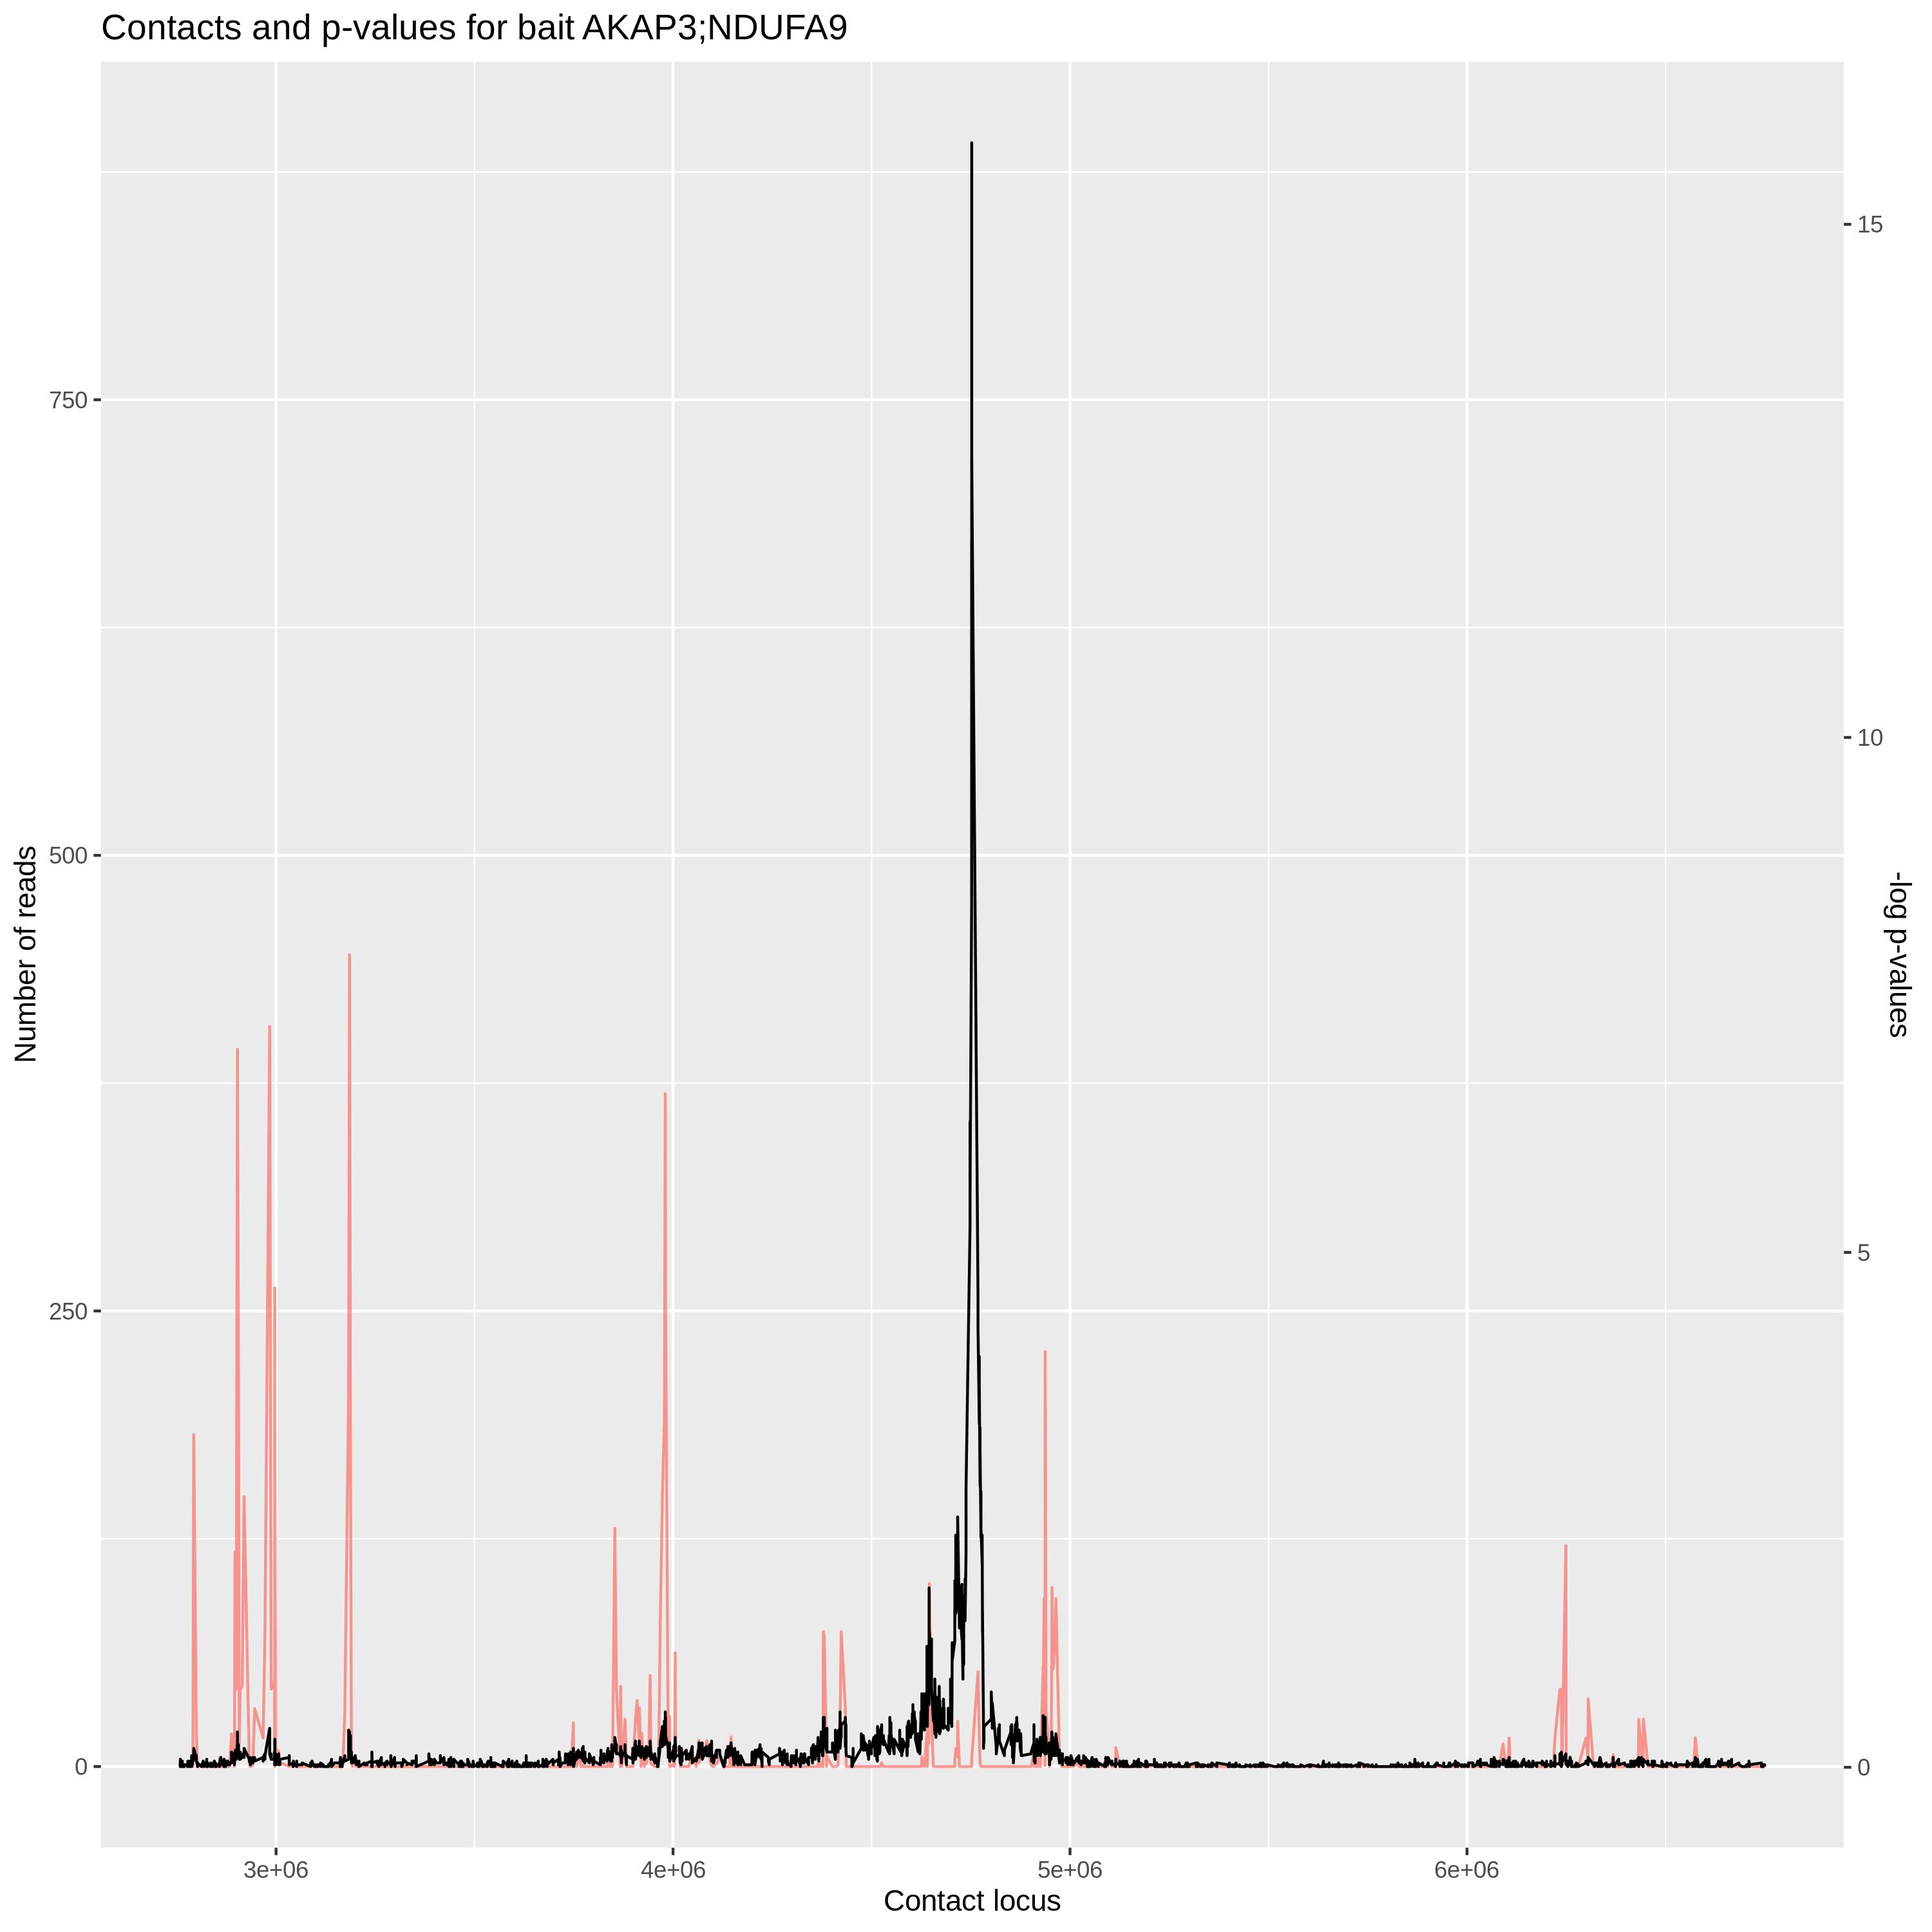 Contacts and p-values for bait AKAP3;NDUFA9
Number of reads
750
500
250
0
15
10
5
0
-log p-values
3e+06
4e+06
5e+06
6e+06
Contact locus